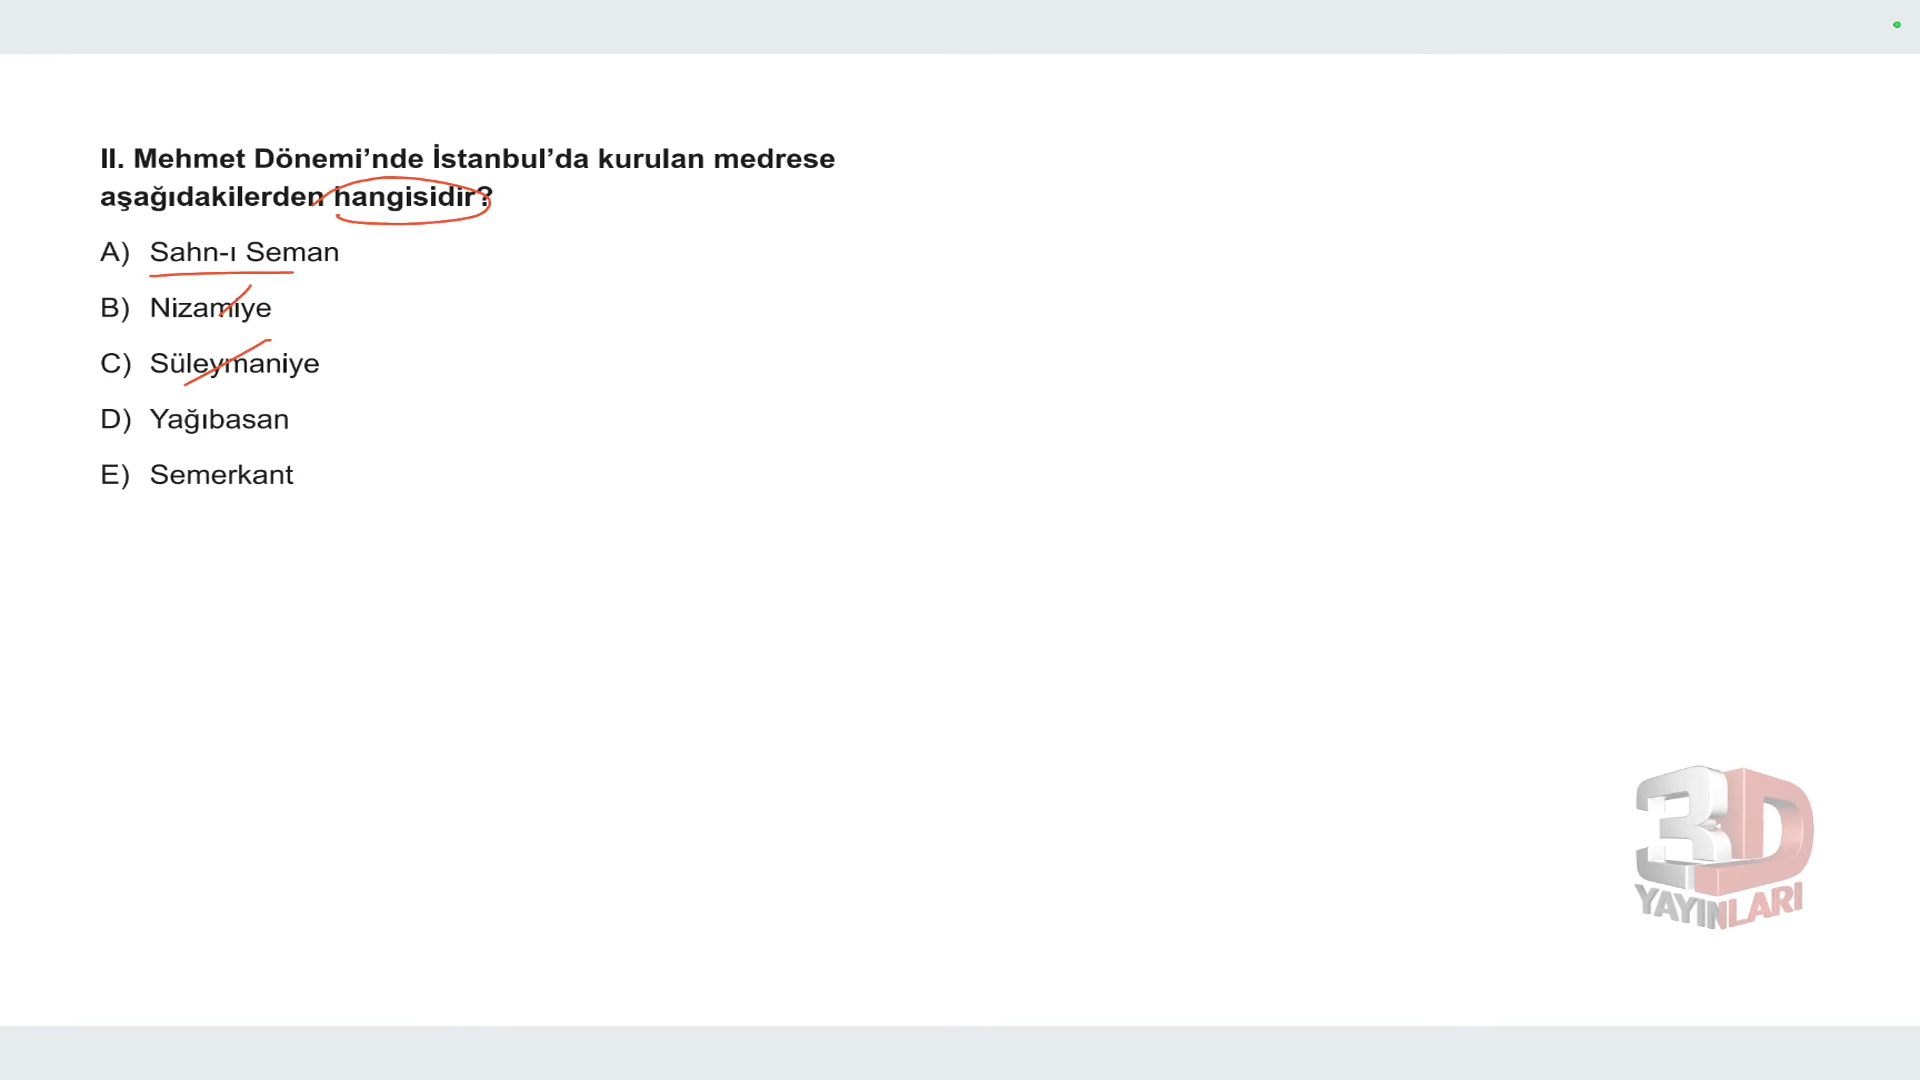 II. Mehmet Dönemi’nde İstanbul’da kurulan medrese
aşağıdakilerden hangisidir?
A) Sahn-ı Seman
B) Nizamiye
C) Süleymaniye
D) Yağıbasan
E) Semerkant
3D
YAYINLARI